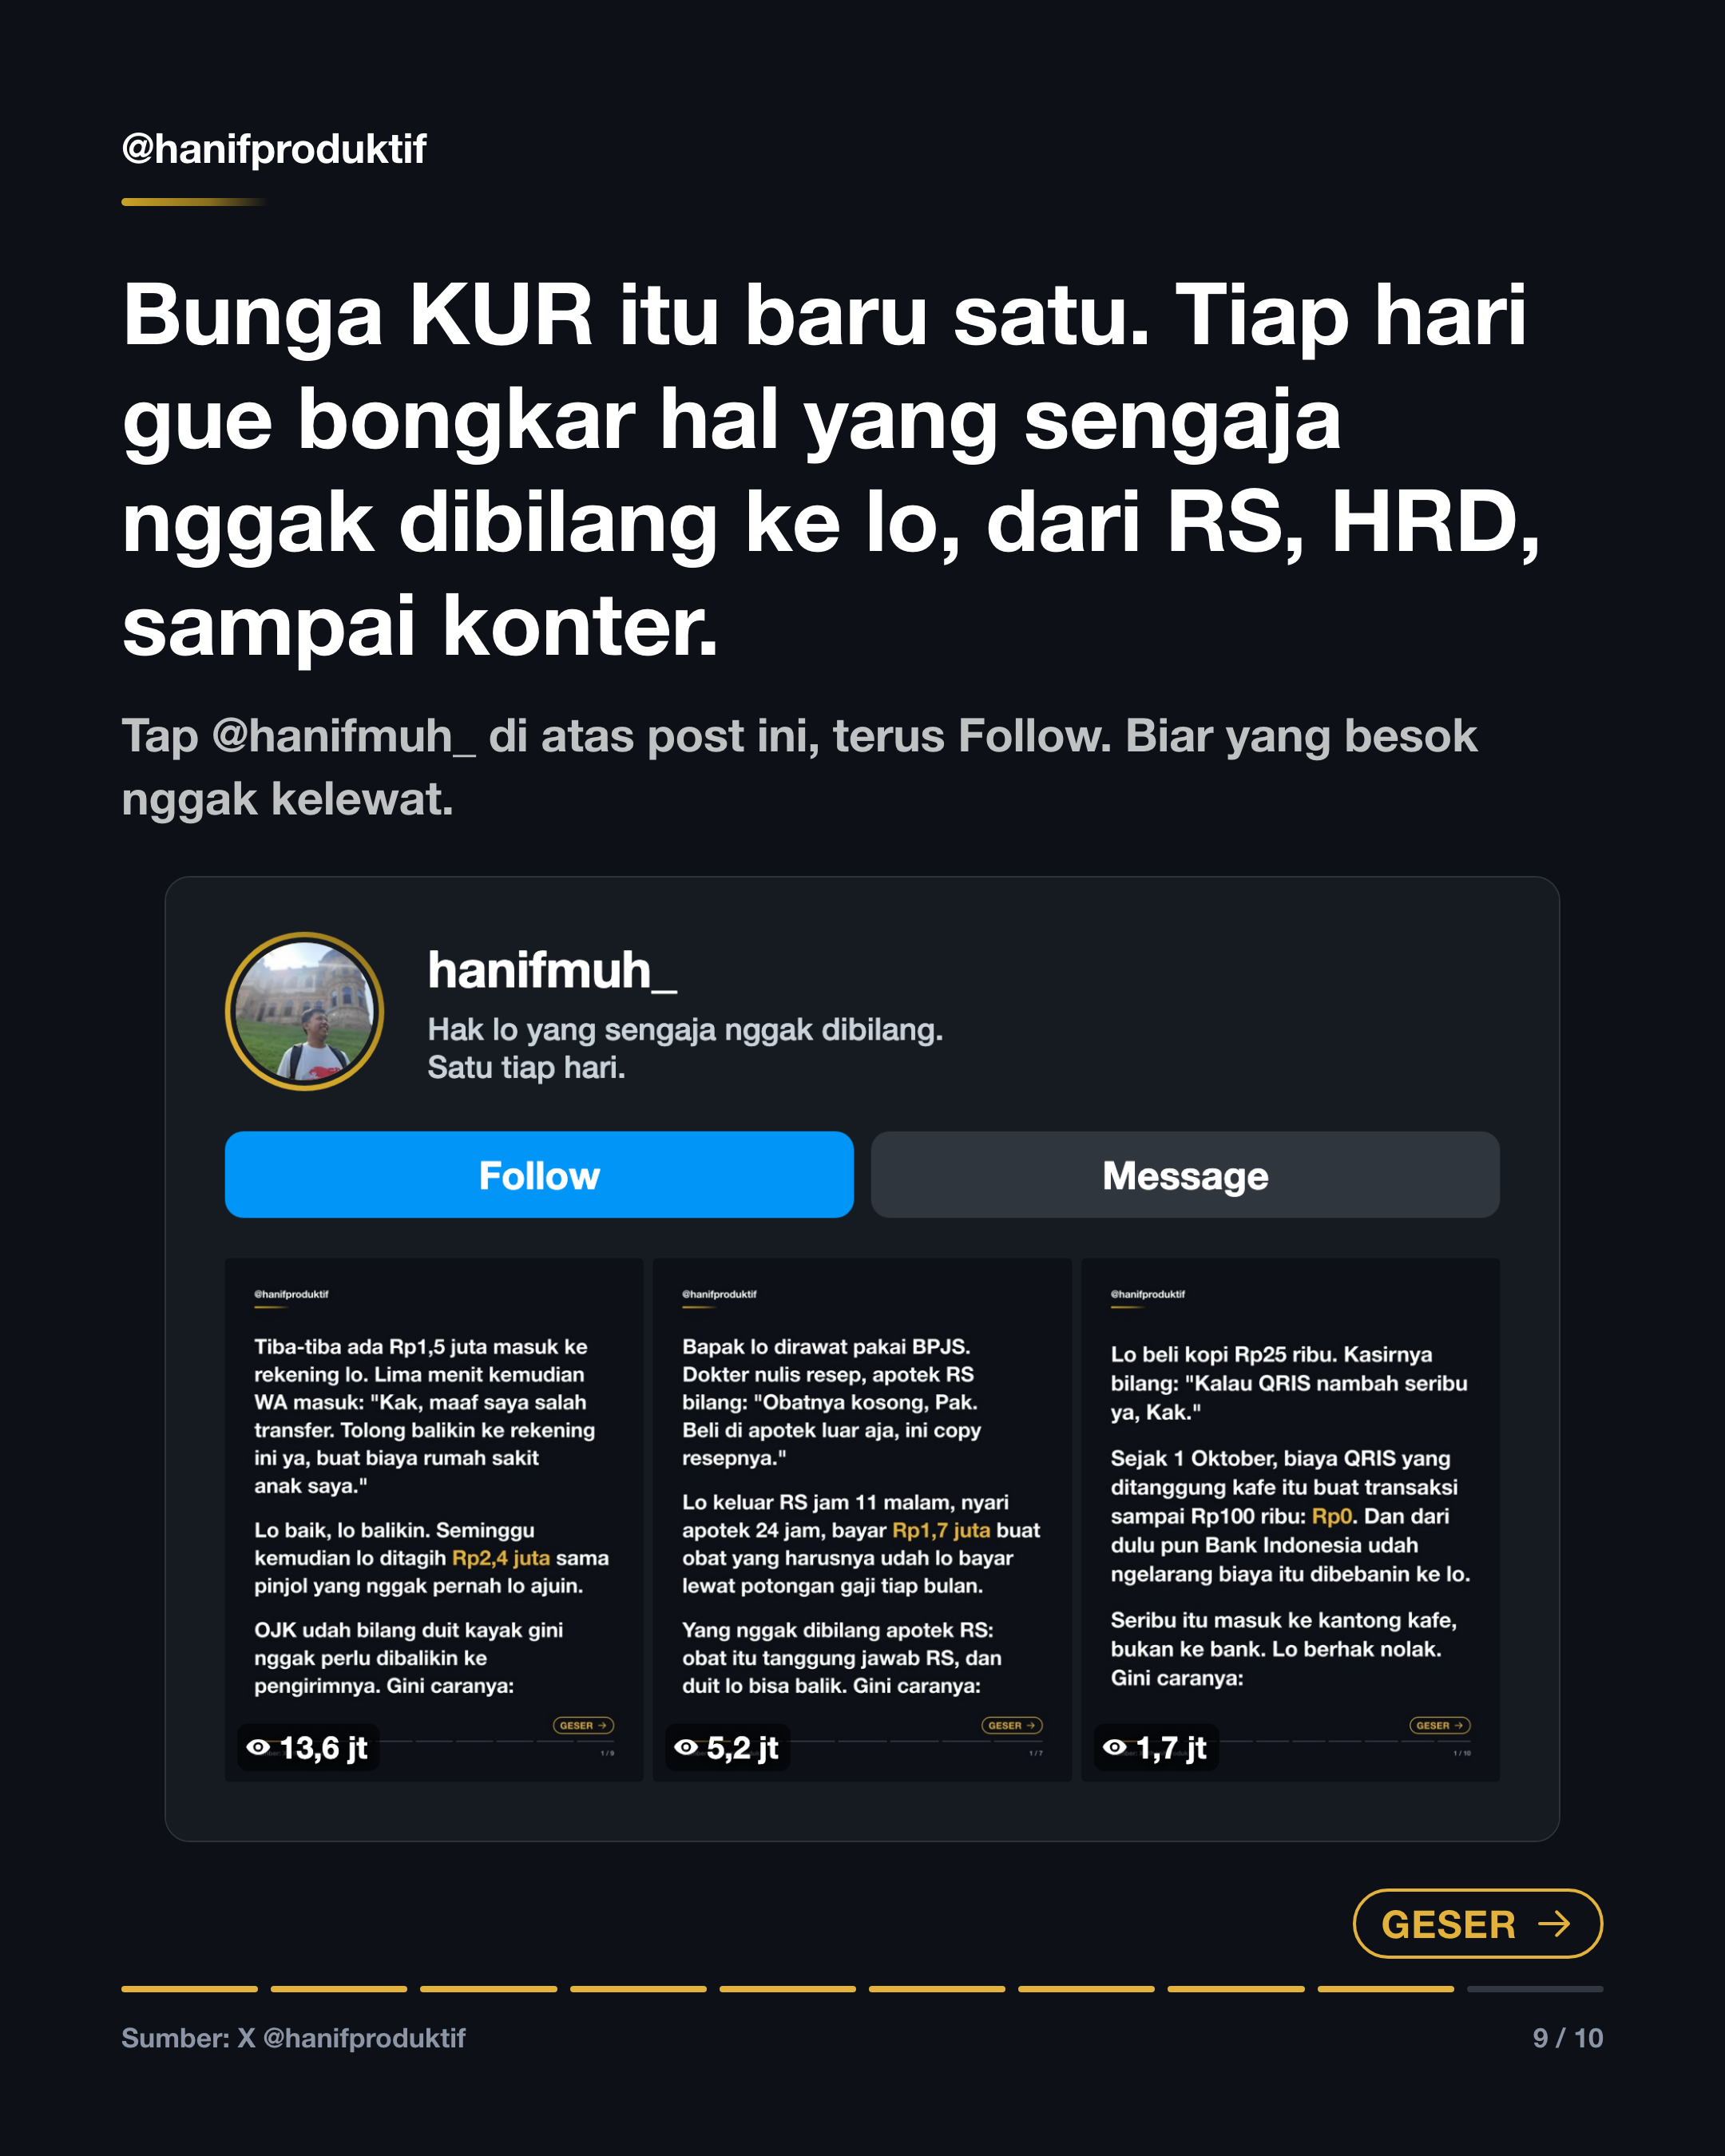 @hanifproduktif
Bunga KUR itu baru satu. Tiap hari
gue bongkar hal yang sengaja
nggak dibilang ke lo, dari RS, HRD,
sampai konter.
Tap @hanifmuh_ di atas post ini, terus Follow. Biar yang besok
nggak kelewat.
hanifmuh_
Hak lo yang sengaja nggak dibilang.
Satu tiap hari.
Follow
Message
@hanifproduktif
Tiba-tiba ada Rp1,5 juta masuk ke
rekening lo. Lima menit kemudian
WA masuk: "Kak, maaf saya salah
transfer. Tolong balikin ke rekening
ini ya, buat biaya rumah sakit
anak saya."
Lo baik, lo balikin. Seminggu
kemudian lo ditagih Rp2,4 juta sama
pinjol yang nggak pernah lo ajuin.
OJK udah bilang duit kayak gini
nggak perlu dibalikin ke
pengirimnya. Gini caranya:
GESER →
13,6 jt
1 / 8
@hanifproduktif
Bapak lo dirawat pakai BPJS.
Dokter nulis resep, apotek RS
bilang: "Obatnya kosong, Pak.
Beli di apotek luar aja, ini copy
resepnya."
Lo keluar RS jam 11 malam, nyari
apotek 24 jam, bayar Rp1,7 juta buat
obat yang harusnya udah lo bayar
lewat potongan gaji tiap bulan.
Yang nggak dibilang apotek RS:
obat itu tanggung jawab RS, dan
duit lo bisa balik. Gini caranya:
GESER →
5,2 jt
1 / 7
@hanifproduktif
Lo beli kopi Rp25 ribu. Kasirnya
bilang: "Kalau QRIS nambah seribu
ya, Kak."
Sejak 1 Oktober, biaya QRIS yang
ditanggung kafe itu buat transaksi
sampai Rp100 ribu: Rp0. Dan dari
dulu pun Bank Indonesia udah
ngelarang biaya itu dibebanin ke lo.
Seribu itu masuk ke kantong kafe,
bukan ke bank. Lo berhak nolak.
Gini caranya:
GESER →
1,7 jt
1 / 10
GESER →
Sumber: X @hanifproduktif
9 / 10